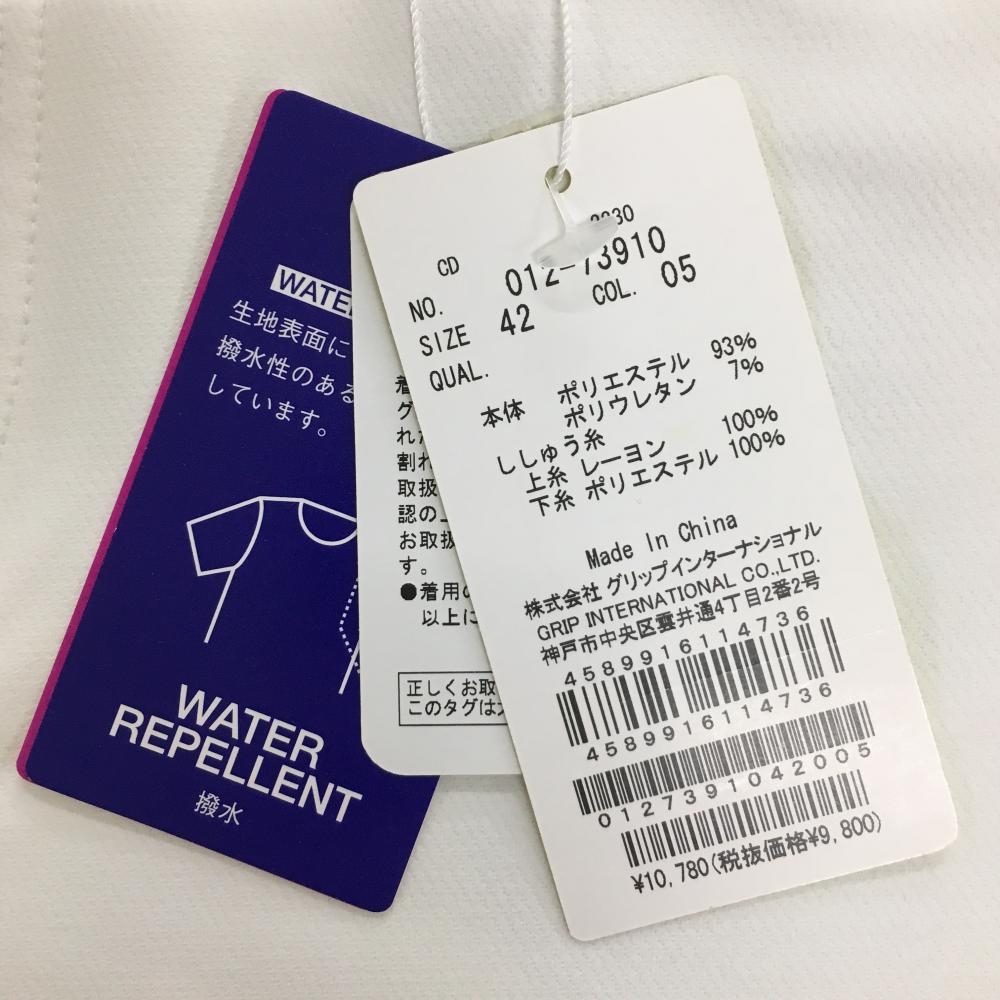 生地表面に
撥水性のある
しています。
WATER
REPELLENT
撥水
割れ
取扱
認の
お取扱
す。
●着用の
以上に
正しくお取
このタグは
CD
NO. 012-73910
SIZE 42 COL. 05
QUAL.
本体 ポリエステル 93%
ポリウレタン 7%
ししゅう糸
上糸 レーヨン 100%
下糸 ポリエステル 100%
Made In China
株式会社 グリップインターナショナル
GRIP INTERNATIONAL CO.,LTD.
神戸市中央区雲井通4丁目2番2号
4589916114736
4589916114736
0127391042005
¥10,780(税抜価格¥9,800)